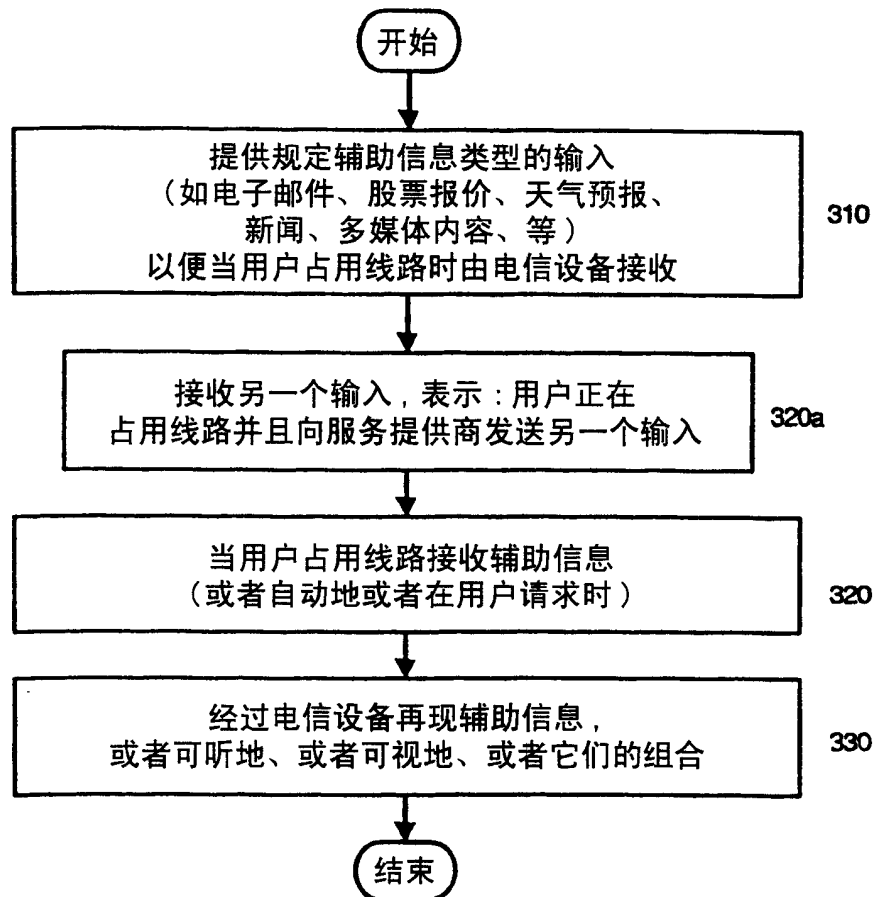 开始
提供规定辅助信息类型的输入
（如电子邮件、股票报价、天气预报、
新闻、多媒体内容、等）
以便当用户占用线路时由电信设备接收
310
接收另一个输入，表示：用户正在
占用线路并且向服务提供商发送另一个输入
320a
当用户占用线路接收辅助信息
（或者自动地或者在用户请求时）
320
经过电信设备再现辅助信息，
或者可听地、或者可视地、或者它们的组合
330
结束